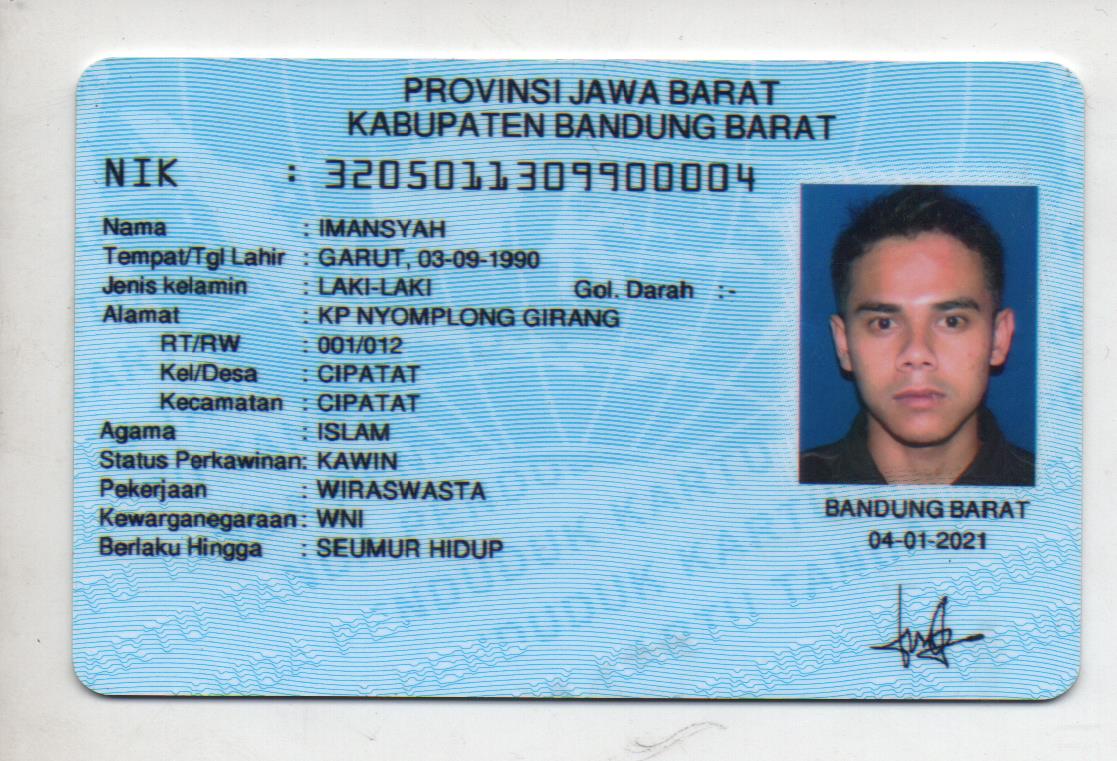 PROVINSI JAWA BARAT
KABUPATEN BANDUNG BARAT
NIK : 3205011309900004
Nama : IMANSYAH
Tempat/Tgl Lahir : GARUT, 03-09-1990
Jenis kelamin : LAKI-LAKI Gol. Darah :-
Alamat : KP NYOMPLONG GIRANG
RT/RW : 001/012
Kel/Desa : CIPATAT
Kecamatan : CIPATAT
Agama : ISLAM
Status Perkawinan: KAWIN
Pekerjaan : WIRASWASTA
Kewarganegaraan: WNI
Berlaku Hingga : SEUMUR HIDUP
BANDUNG BARAT
04-01-2021